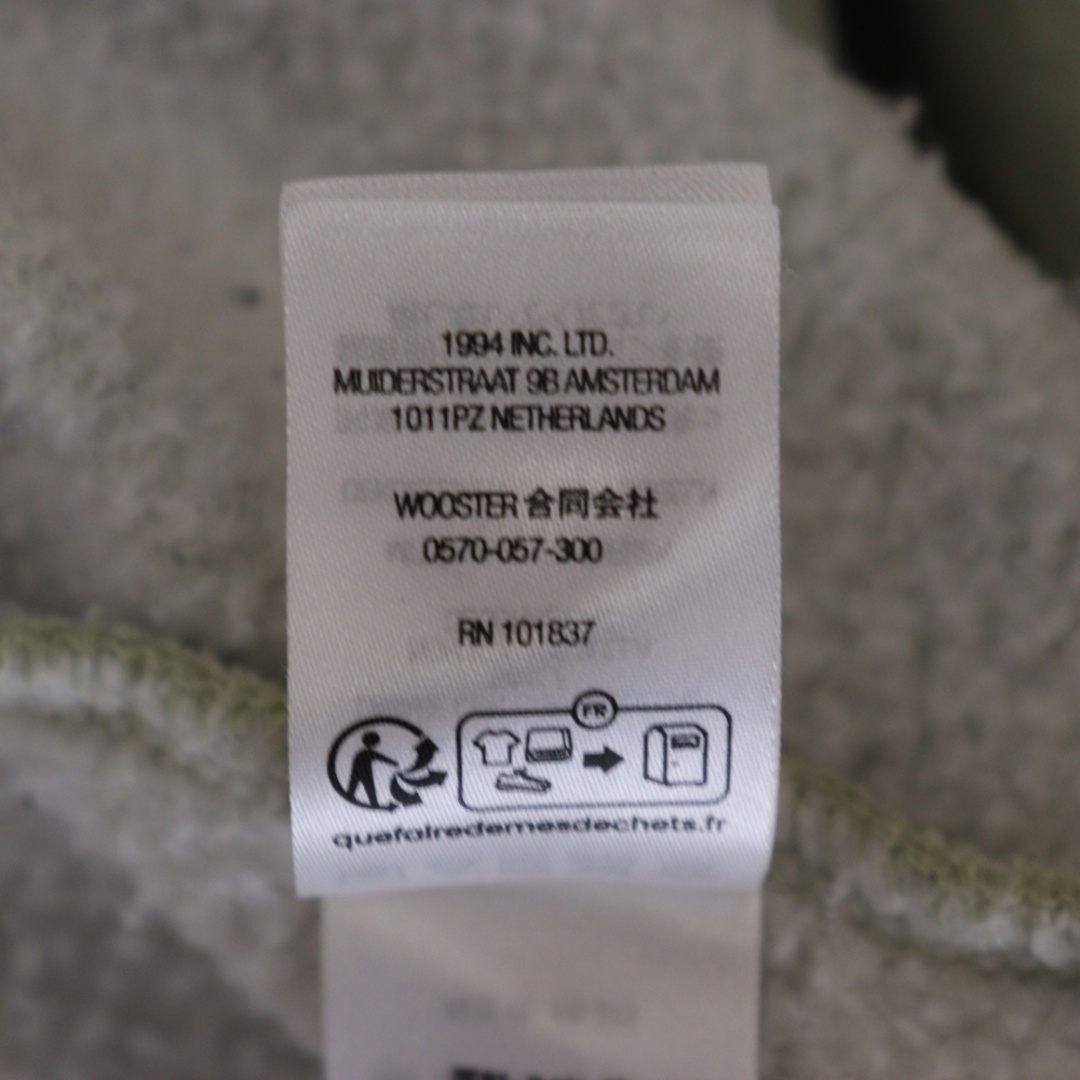 1994 INC. LTD.
MUIDERSTRAAT 9B AMSTERDAM
1011PZ NETHERLANDS
WOOSTER 合同会社
0570-057-300
RN 101837
FR
quefairedemesdechets.fr